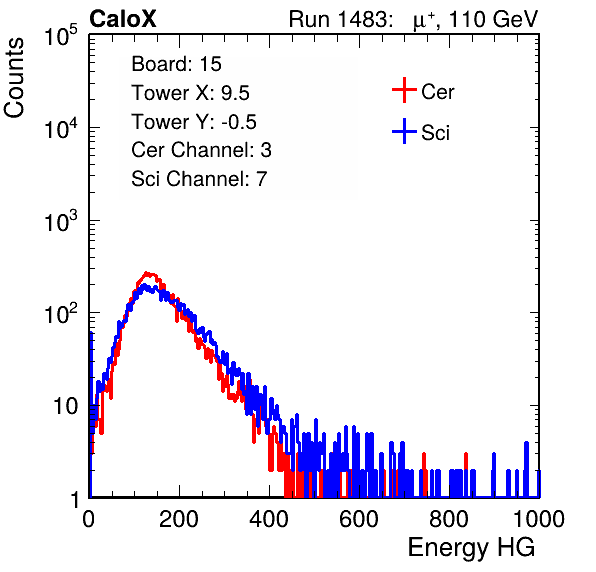 CaloX
Run 1483: μ⁺, 110 GeV
Counts
10⁵
10⁴
10³
10²
10
1
Board: 15
Tower X: 9.5
Tower Y: -0.5
Cer Channel: 3
Sci Channel: 7
Cer
Sci
0 200 400 600 800 1000
Energy HG